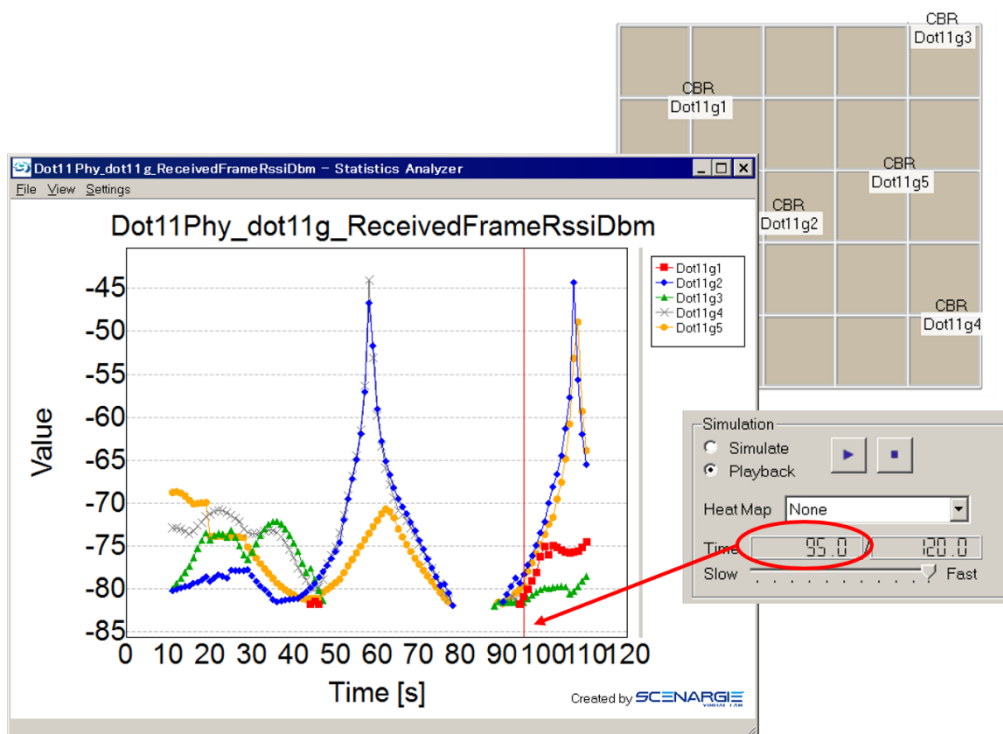 CBR
Dot11g3
CBR
Dot11g1
CBR
Dot11g5
CBR
Dot11g2
CBR
Dot11g4
Dot11Phy_dot11g_ReceivedFrameRssiDbm - Statistics Analyzer
File View Settings
Dot11Phy_dot11g_ReceivedFrameRssiDbm
Value
-45
-50
-55
-60
-65
-70
-75
-80
-85
0 10 20 30 40 50 60 70 80 90 100 110 120
Time [s]
Dot11g1
Dot11g2
Dot11g3
Dot11g4
Dot11g5
Created by SCENARGIE
VISUAL LAB
Simulation
Simulate
Playback
Heat Map None
Time 95.0 / 120.0
Slow Fast